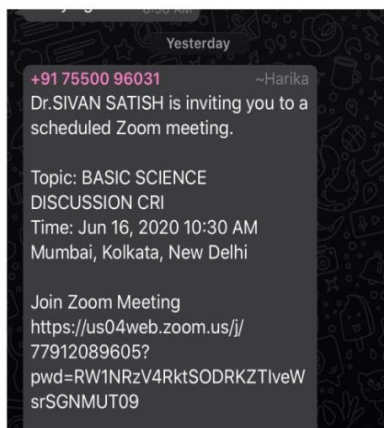 Yesterday
+91 75500 96031 ~Harika
Dr.SIVAN SATISH is inviting you to a
scheduled Zoom meeting.
Topic: BASIC SCIENCE
DISCUSSION CRI
Time: Jun 16, 2020 10:30 AM
Mumbai, Kolkata, New Delhi
Join Zoom Meeting
https://us04web.zoom.us/j/
77912089605?
pwd=RW1NRzV4RktSODRKZTIveW
srSGNMUT09